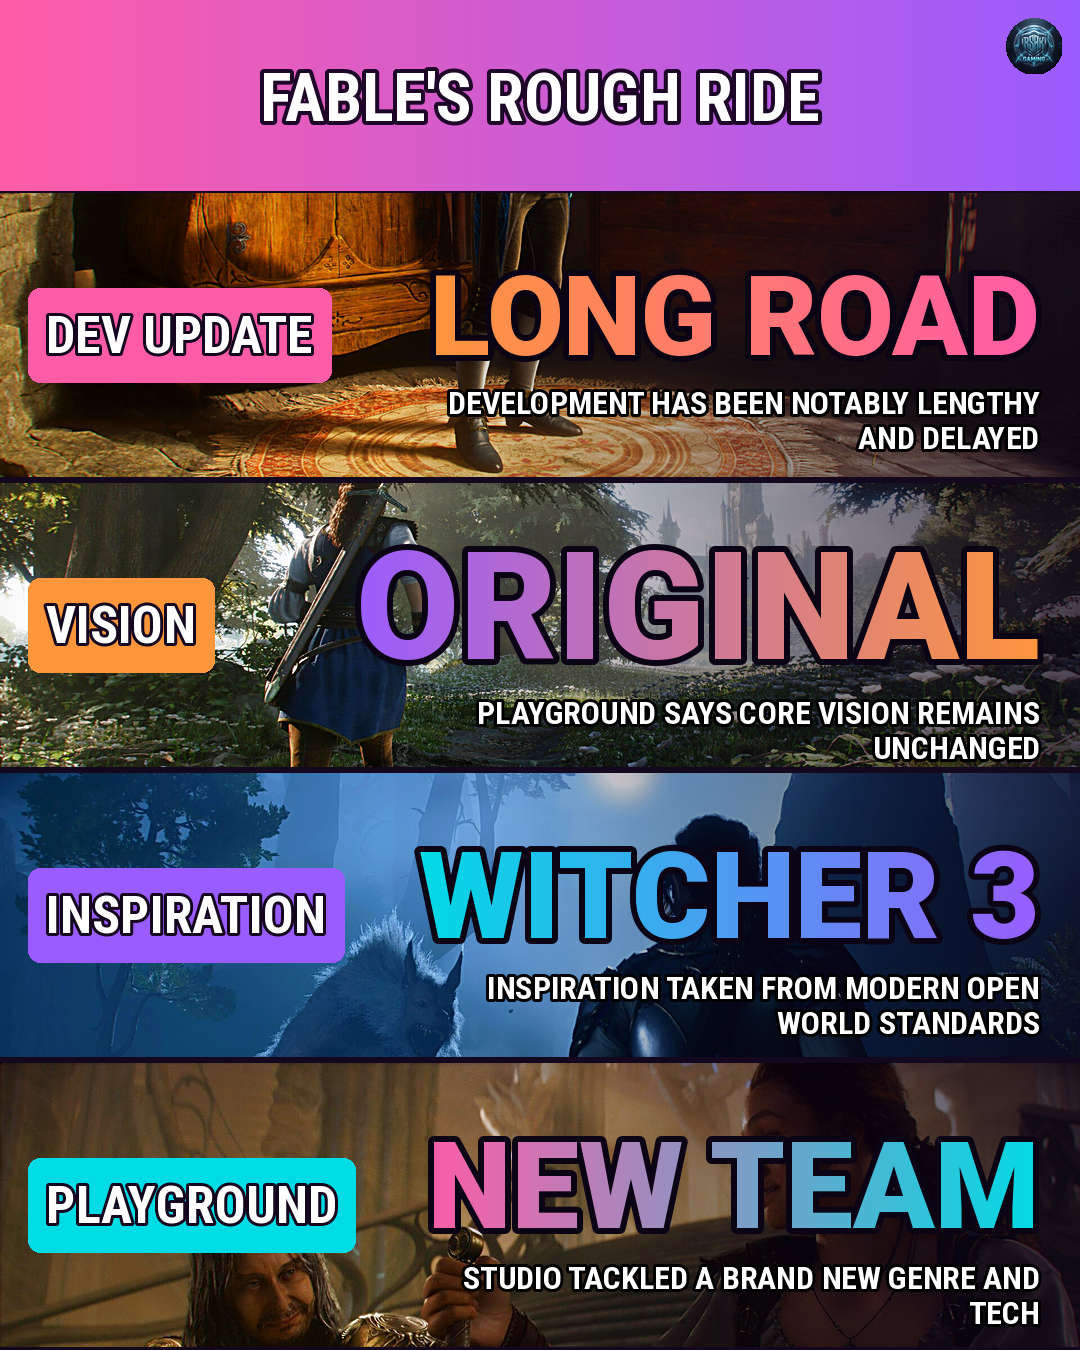 FABLE'S ROUGH RIDE
DEV UPDATE
LONG ROAD
DEVELOPMENT HAS BEEN NOTABLY LENGTHY
AND DELAYED
VISION
ORIGINAL
PLAYGROUND SAYS CORE VISION REMAINS
UNCHANGED
INSPIRATION
WITCHER 3
INSPIRATION TAKEN FROM MODERN OPEN
WORLD STANDARDS
PLAYGROUND
NEW TEAM
STUDIO TACKLED A BRAND NEW GENRE AND
TECH
GAMING